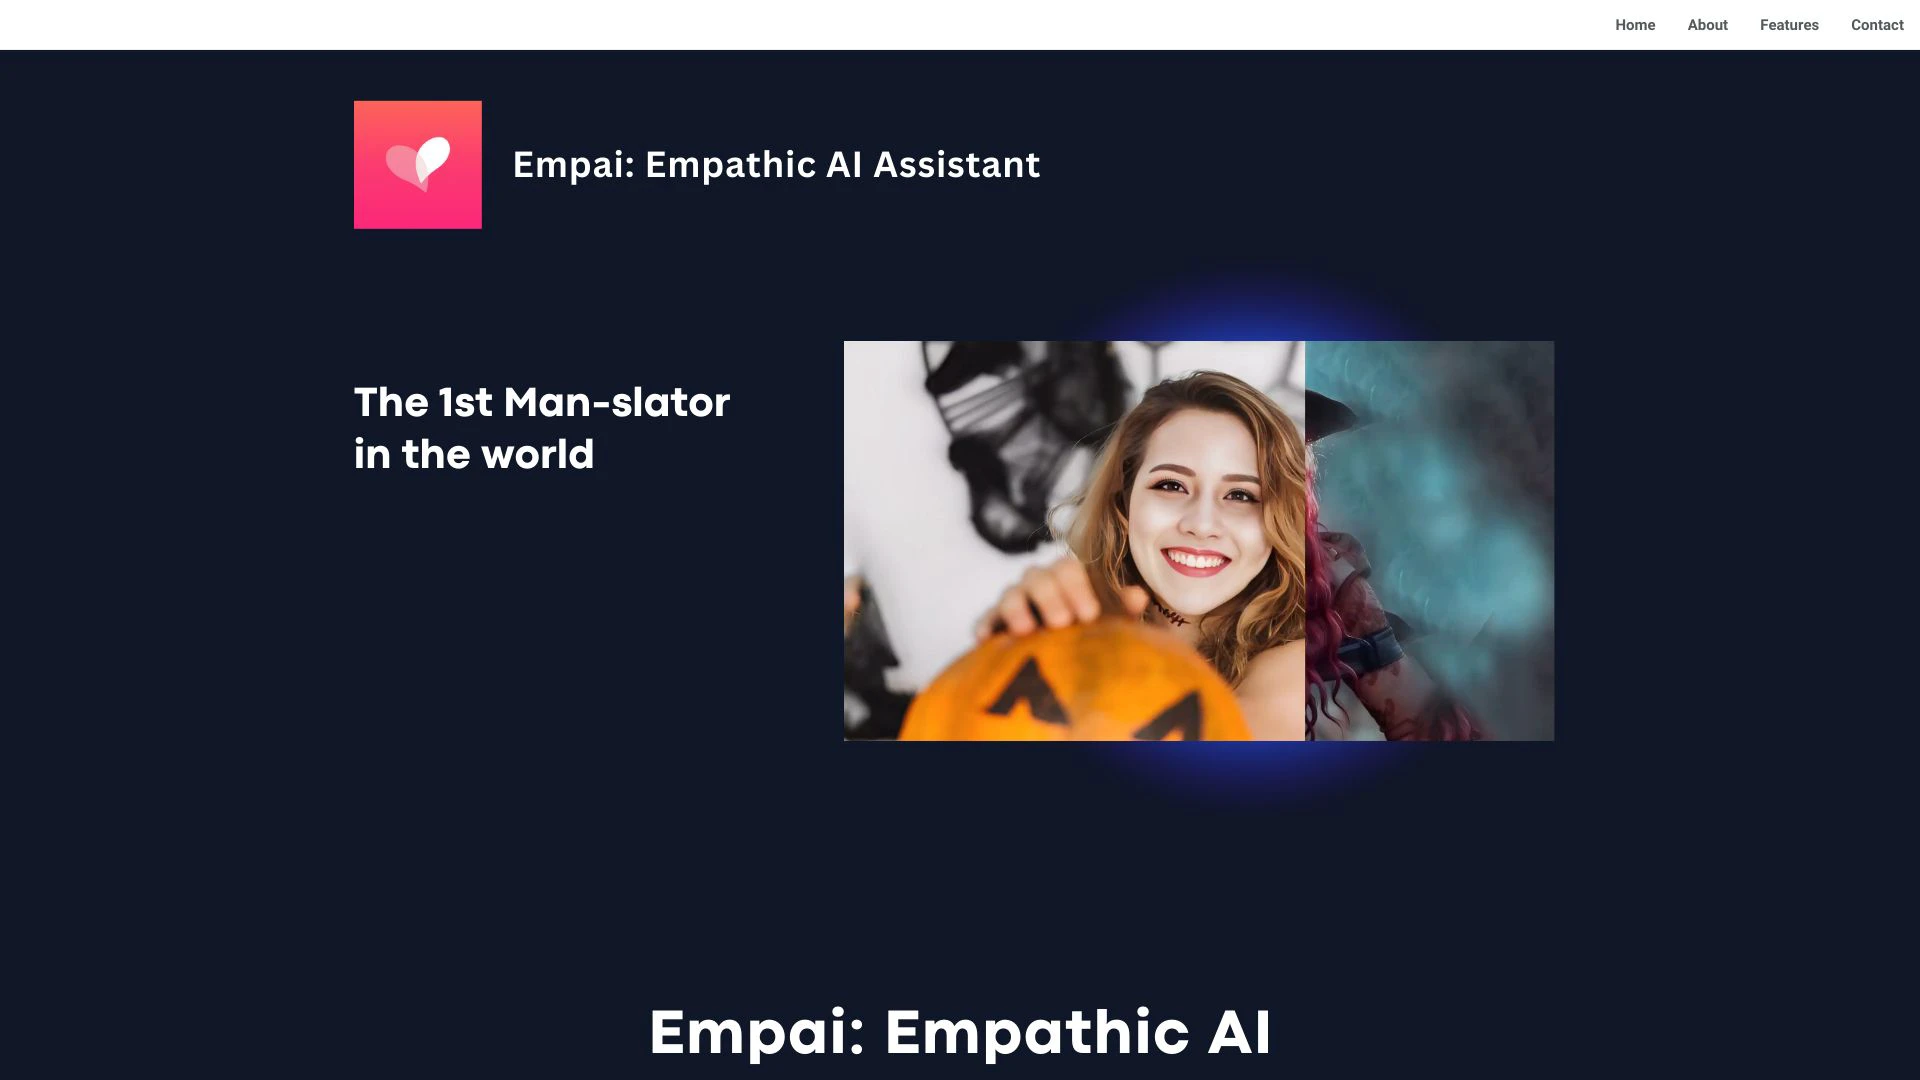 Home About Features Contact
Empai: Empathic AI Assistant
The 1st Man-slator
in the world
Empai: Empathic AI